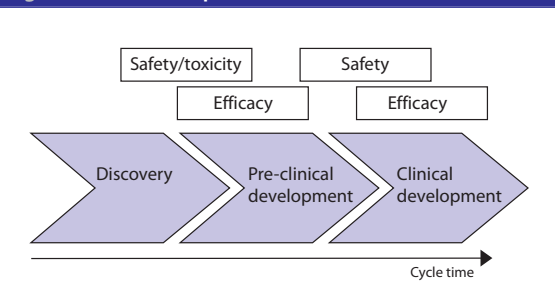 Safety/toxicity
Safety
Efficacy
Efficacy
Discovery
Pre-clinical
development
Clinical
development
Cycle time